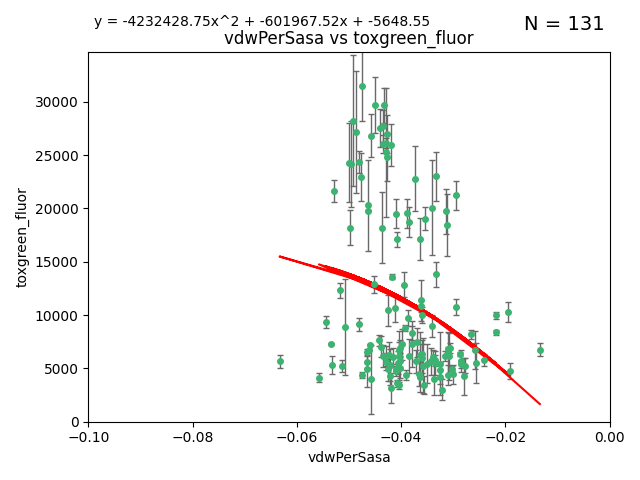 y = -4232428.75x^2 + -601967.52x + -5648.55
N = 131
vdwPerSasa vs toxgreen_fluor
30000
25000
20000
15000
10000
5000
0
toxgreen_fluor
−0.10 −0.08 −0.06 −0.04 −0.02 0.00
vdwPerSasa